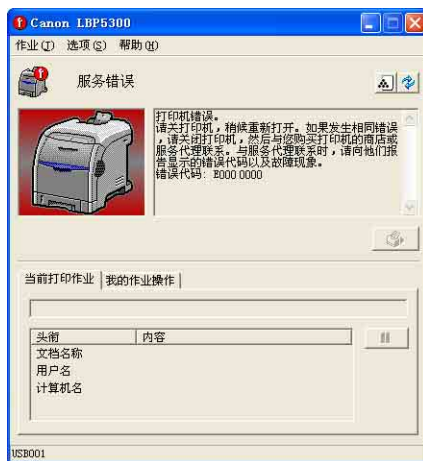 Canon LBP5300
作业(J) 选项(S) 帮助(H)
服务错误
打印机错误。
请关打印机，稍候重新打开。如果发生相同错误
，请关闭打印机，然后与您购买打印机的商店或
服务代理联系。与服务代理联系时，请向他们报
告显示的错误代码以及故障现象。
错误代码: E000 0000
当前打印作业 我的作业操作
头衔 内容
文档名称
用户名
计算机名
USB001